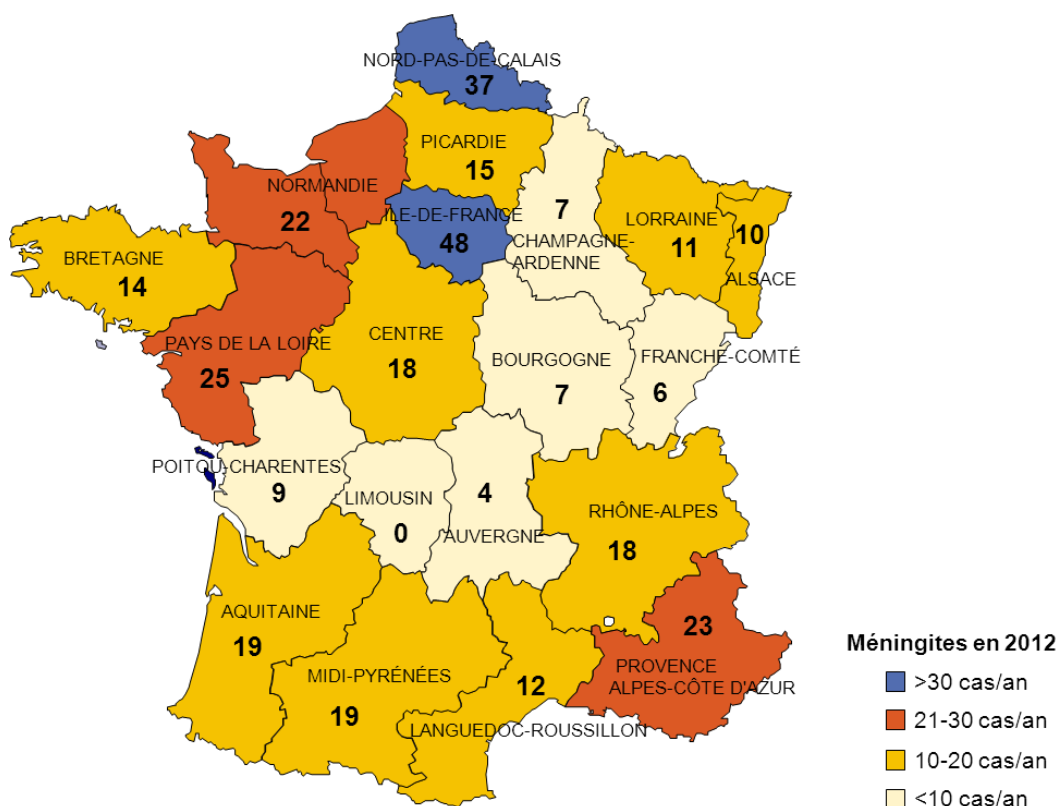 NORD-PAS-DE-CALAIS
37
PICARDIE
15
NORMANDIE
22
ILE-DE-FRANCE
48
7
CHAMPAGNE-
ARDENNE
LORRAINE
11
10
ALSACE
BRETAGNE
14
PAYS DE LA LOIRE
25
CENTRE
18
BOURGOGNE
7
FRANCHE-COMTÉ
6
POITOU-CHARENTES
9
LIMOUSIN
0
4
AUVERGNE
RHÔNE-ALPES
18
AQUITAINE
19
MIDI-PYRÉNÉES
19
12
LANGUEDOC-ROUSSILLON
23
PROVENCE
ALPES-CÔTE D'AZUR
Méningites en 2012
>30 cas/an
21-30 cas/an
10-20 cas/an
<10 cas/an